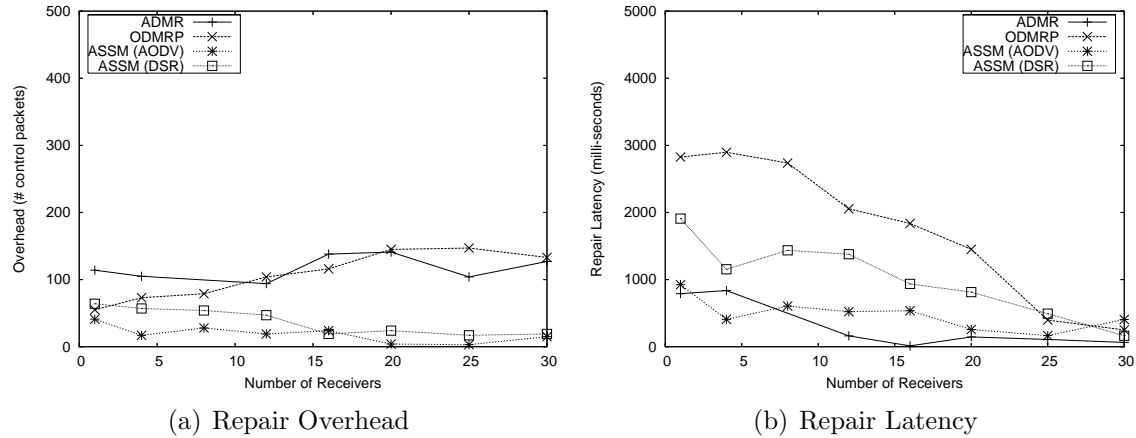 500
400
300
200
100
0
0 5 10 15 20 25 30
Overhead (# control packets)
Number of Receivers
ADMR
ODMRP
ASSM (AODV)
ASSM (DSR)
(a) Repair Overhead
5000
4000
3000
2000
1000
0
0 5 10 15 20 25 30
Repair Latency (milli-seconds)
Number of Receivers
ADMR
ODMRP
ASSM (AODV)
ASSM (DSR)
(b) Repair Latency